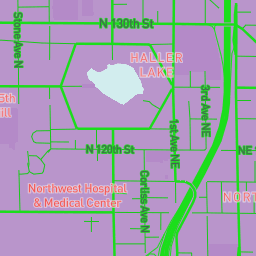 N 130th St
Stone Ave N
HALLER
LAKE
3rd Ave NE
1st Ave NE
N 120th St
NE 1
Northwest Hospital
& Medical Center
Corliss Ave N
NORT